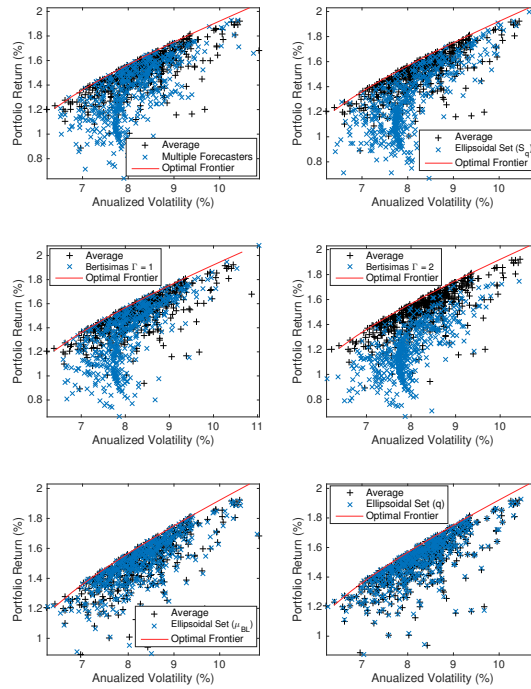 2
1.8
1.6
1.4
1.2
1
0.8
Portfolio Return (%)
7 8 9 10
Anualized Volatility (%)
Average
Multiple Forecasters
Optimal Frontier
2
1.8
1.6
1.4
1.2
1
0.8
Portfolio Return (%)
7 8 9 10
Anualized Volatility (%)
Average
Ellipsoidal Set (S_q)
Optimal Frontier
2
1.8
1.6
1.4
1.2
1
0.8
Portfolio Return (%)
7 8 9 10 11
Anualized Volatility (%)
Average
Bertisimas Γ = 1
Optimal Frontier
2
1.8
1.6
1.4
1.2
1
0.8
Portfolio Return (%)
7 8 9 10
Anualized Volatility (%)
Average
Bertisimas Γ = 2
Optimal Frontier
2
1.8
1.6
1.4
1.2
1
Portfolio Return (%)
7 8 9 10
Anualized Volatility (%)
Average
Ellipsoidal Set (μ_BL)
Optimal Frontier
2
1.8
1.6
1.4
1.2
1
Portfolio Return (%)
7 8 9 10
Anualized Volatility (%)
Average
Ellipsoidal Set (q)
Optimal Frontier